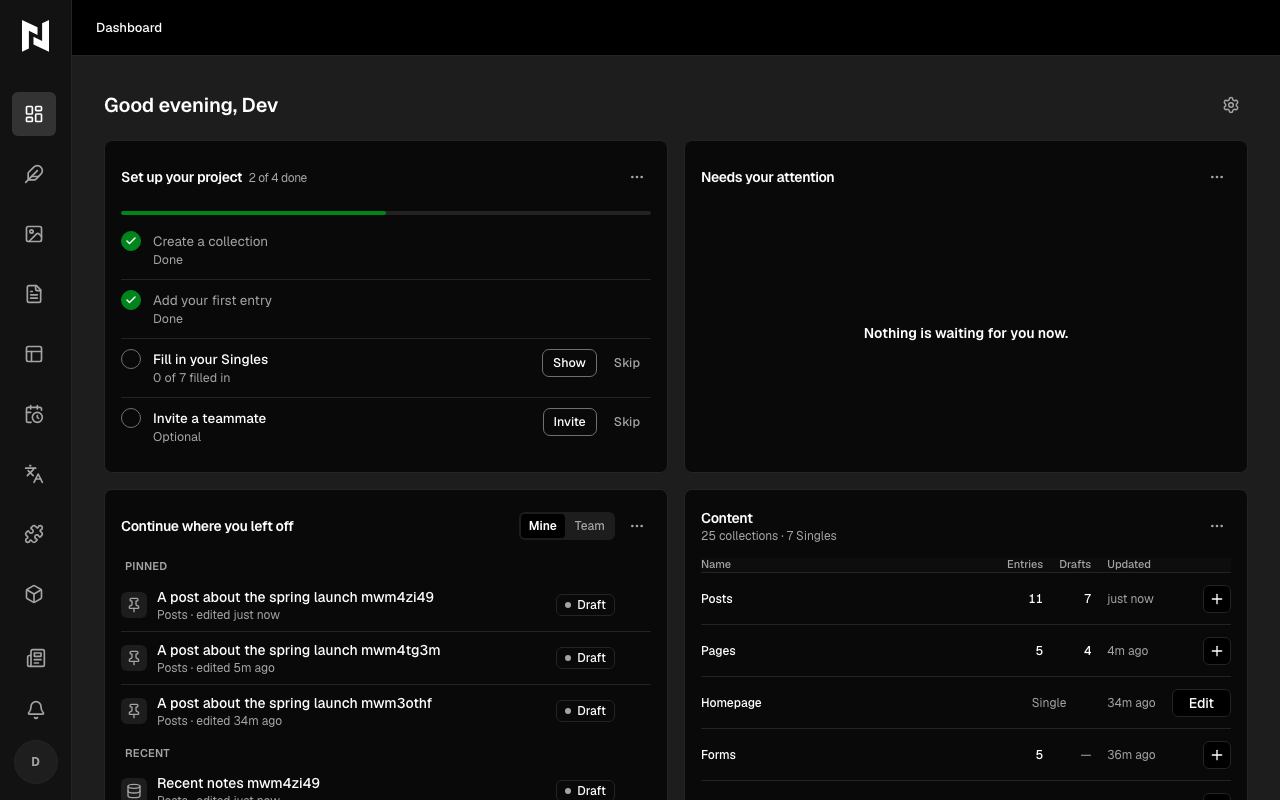 Dashboard
Good evening, Dev
Set up your project 2 of 4 done
Create a collection
Done
Add your first entry
Done
Fill in your Singles
0 of 7 filled in
Show
Skip
Invite a teammate
Optional
Invite
Skip
Needs your attention
Nothing is waiting for you now.
Continue where you left off
Mine
Team
PINNED
A post about the spring launch mwm4zi49
Posts · edited just now
Draft
A post about the spring launch mwm4tg3m
Posts · edited 5m ago
Draft
A post about the spring launch mwm3othf
Posts · edited 34m ago
Draft
RECENT
Recent notes mwm4zi49
Posts · edited just now
Draft
Content
25 collections · 7 Singles
Name Entries Drafts Updated
Posts 11 7 just now
Pages 5 4 4m ago
Homepage Single 34m ago Edit
Forms 5 — 36m ago
D